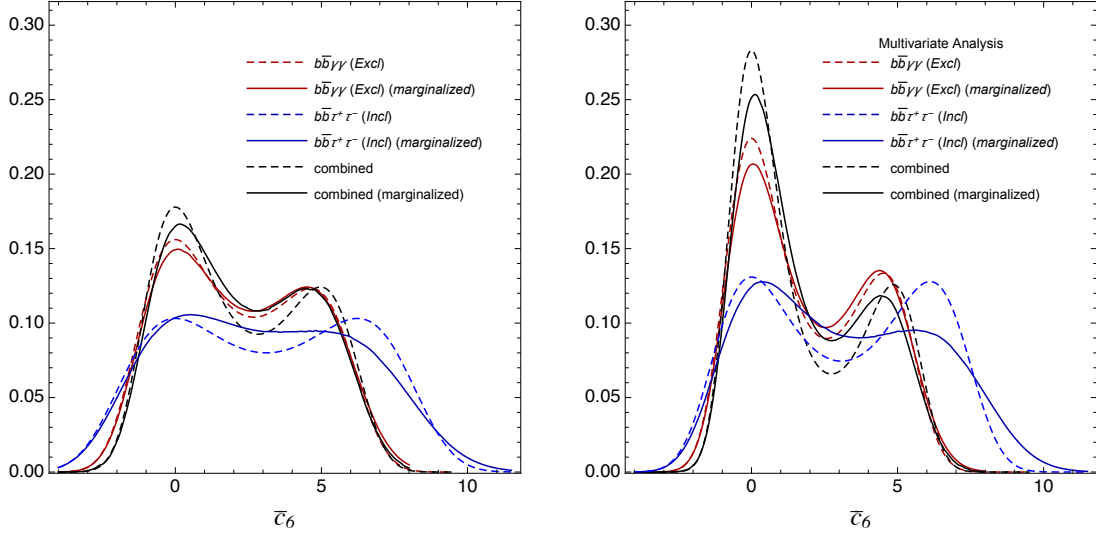 0.30
0.25
0.20
0.15
0.10
0.05
0.00
0
5
10
c̅₆
bb̅γγ (Excl)
bb̅γγ (Excl) (marginalized)
bb̅τ⁺τ⁻ (Incl)
bb̅τ⁺τ⁻ (Incl) (marginalized)
combined
combined (marginalized)
0.30
0.25
0.20
0.15
0.10
0.05
0.00
0
5
10
c̅₆
Multivariate Analysis
bb̅γγ (Excl)
bb̅γγ (Excl) (marginalized)
bb̅τ⁺τ⁻ (Incl)
bb̅τ⁺τ⁻ (Incl) (marginalized)
combined
combined (marginalized)